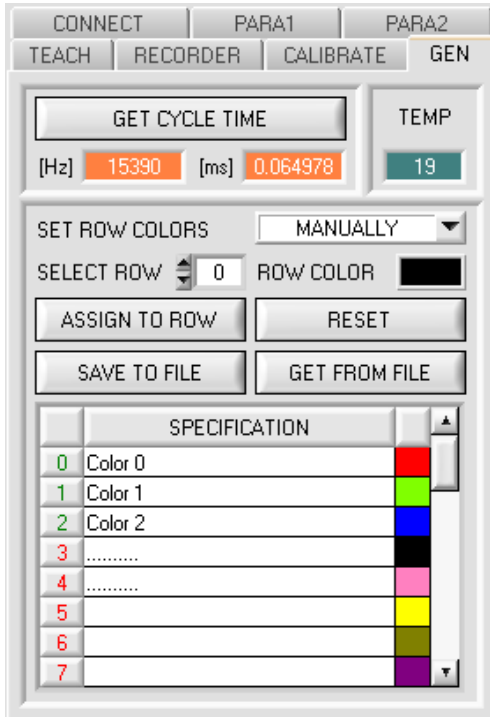 CONNECT PARA1 PARA2
TEACH RECORDER CALIBRATE GEN
GET CYCLE TIME TEMP
[Hz] 15390 [ms] 0.064978 19
SET ROW COLORS MANUALLY
SELECT ROW 0 ROW COLOR
ASSIGN TO ROW RESET
SAVE TO FILE GET FROM FILE
SPECIFICATION
0 Color 0
1 Color 1
2 Color 2
3 ..........
4 ..........
5
6
7